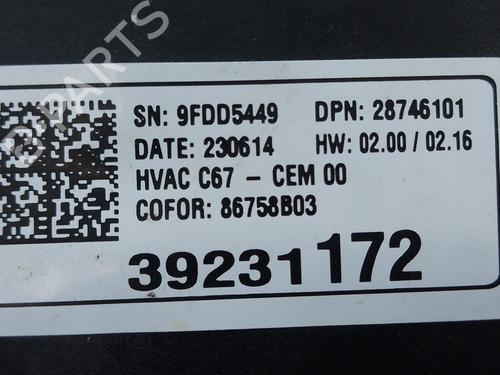 B PARTS
SN: 9FDD5449 DPN: 28746101
DATE: 230614 HW: 02.00 / 02.16
HVAC C67 - CEM 00
COFOR: 86758B03
39231172